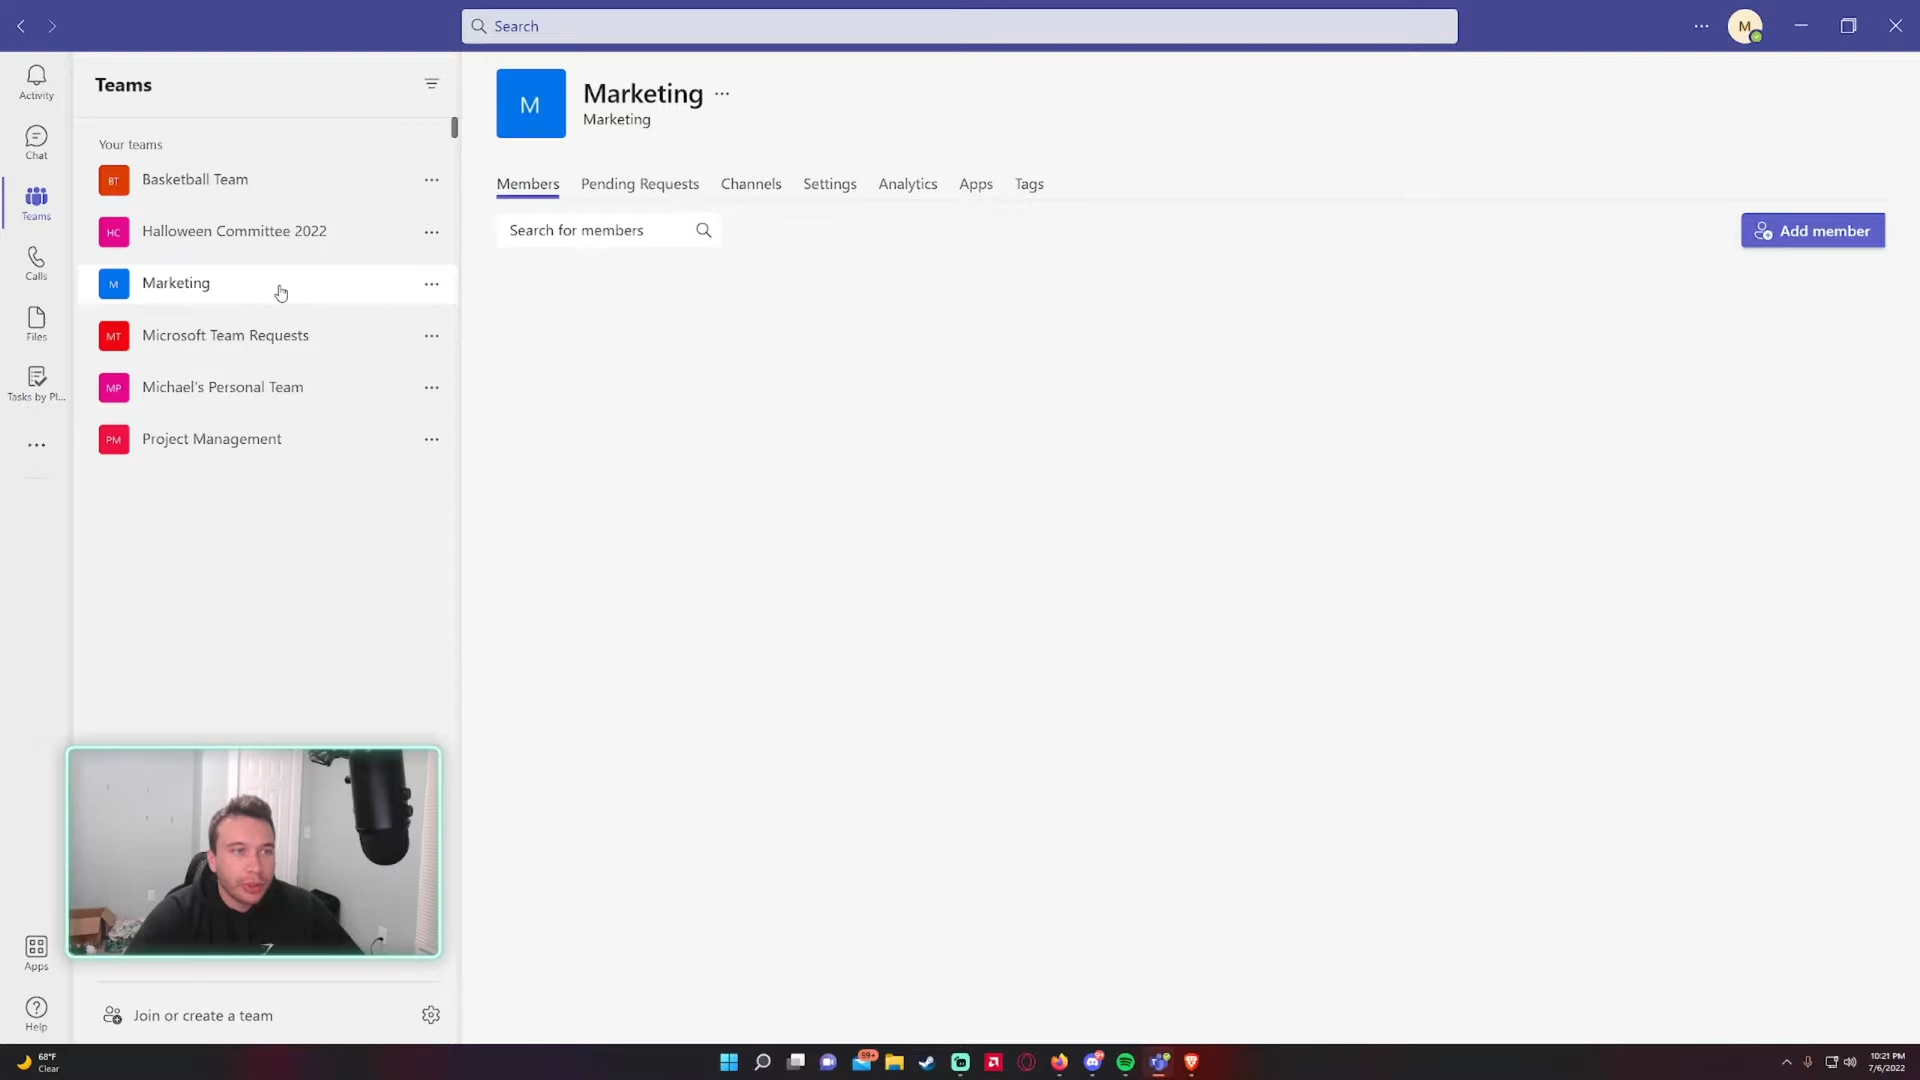 Search
M
Activity
Chat
Teams
Calls
Files
Tasks by Pl...
Apps
Help
Teams
Your teams
BT Basketball Team
HC Halloween Committee 2022
M Marketing
MT Microsoft Team Requests
MP Michael's Personal Team
PM Project Management
Join or create a team
M
Marketing
Marketing
Members Pending Requests Channels Settings Analytics Apps Tags
Search for members
Add member
68°F
Clear
99+
10:21 PM
7/6/2022